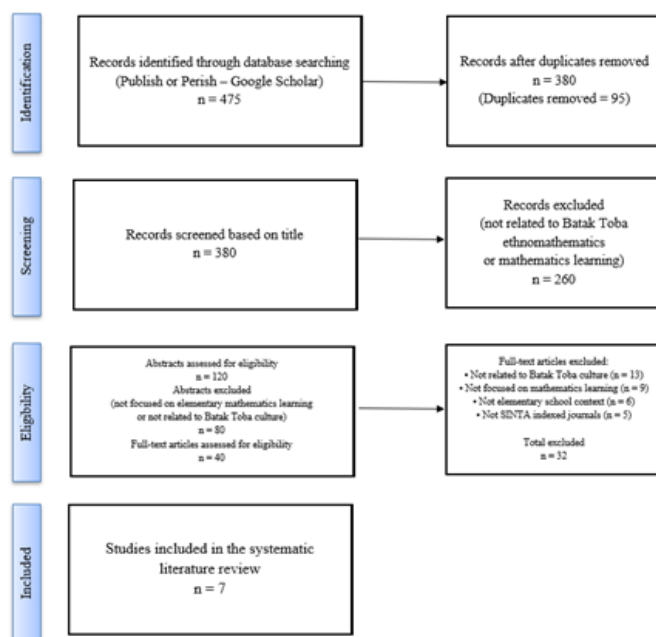 Identification
Records identified through database searching
(Publish or Perish – Google Scholar)
n = 475
Records after duplicates removed
n = 380
(Duplicates removed = 95)
Screening
Records screened based on title
n = 380
Records excluded
(not related to Batak Toba
ethnomathematics
or mathematics learning)
n = 260
Eligibility
Abstracts assessed for eligibility
n = 120
Abstracts excluded
(not focused on elementary mathematics learning
or not related to Batak Toba culture)
n = 80
Full-text articles assessed for eligibility
n = 40
Full-text articles excluded:
• Not related to Batak Toba culture (n = 13)
• Not focused on mathematics learning (n = 9)
• Not elementary school context (n = 6)
• Not SINTA indexed journals (n = 5)
Total excluded
n = 32
Included
Studies included in the systematic
literature review
n = 7